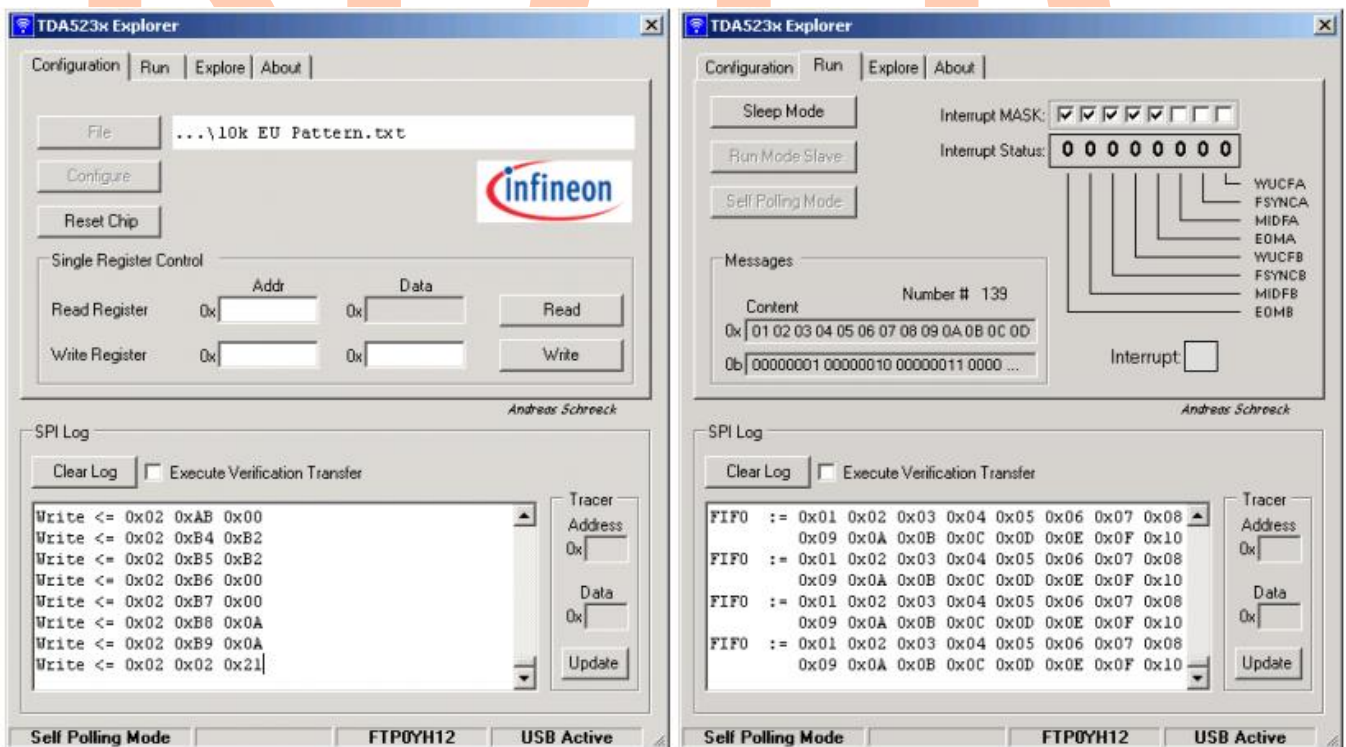 TDA523x Explorer
Configuration Run Explore About
File ...\10k EU Pattern.txt
Configure
infineon
Reset Chip
Single Register Control
Addr Data
Read Register 0x 0x Read
Write Register 0x 0x Write
Andreas Schroeck
SPI Log
Clear Log Execute Verification Transfer
Write <= 0x02 0xAB 0x00
Write <= 0x02 0xB4 0xB2
Write <= 0x02 0xB5 0xB2
Write <= 0x02 0xB6 0x00
Write <= 0x02 0xB7 0x00
Write <= 0x02 0xB8 0x0A
Write <= 0x02 0xB9 0x0A
Write <= 0x02 0x02 0x21
Tracer
Address
0x
Data
0x
Update
Self Polling Mode FTP0YH12 USB Active
TDA523x Explorer
Configuration Run Explore About
Sleep Mode
Run Mode Slave
Self Polling Mode
Interrupt MASK:
Interrupt Status: 0 0 0 0 0 0 0 0
WUCFA
FSYNCA
MIDFA
EOMA
WUCFB
FSYNCB
MIDFB
EOMB
Messages
Number # 139
Content
0x 01 02 03 04 05 06 07 08 09 0A 0B 0C 0D
0b 00000001 00000010 00000011 0000 ...
Interrupt:
Andreas Schroeck
SPI Log
Clear Log Execute Verification Transfer
FIFO := 0x01 0x02 0x03 0x04 0x05 0x06 0x07 0x08
0x09 0x0A 0x0B 0x0C 0x0D 0x0E 0x0F 0x10
FIFO := 0x01 0x02 0x03 0x04 0x05 0x06 0x07 0x08
0x09 0x0A 0x0B 0x0C 0x0D 0x0E 0x0F 0x10
FIFO := 0x01 0x02 0x03 0x04 0x05 0x06 0x07 0x08
0x09 0x0A 0x0B 0x0C 0x0D 0x0E 0x0F 0x10
FIFO := 0x01 0x02 0x03 0x04 0x05 0x06 0x07 0x08
0x09 0x0A 0x0B 0x0C 0x0D 0x0E 0x0F 0x10
Tracer
Address
0x
Data
0x
Update
Self Polling Mode FTP0YH12 USB Active